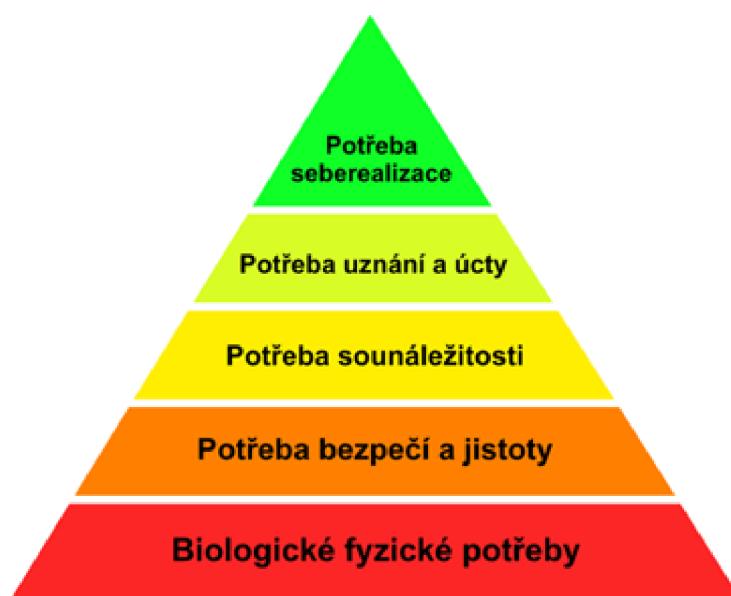 Potřeba
seberealizace
Potřeba uznání a úcty
Potřeba sounáležitosti
Potřeba bezpečí a jistoty
Biologické fyzické potřeby